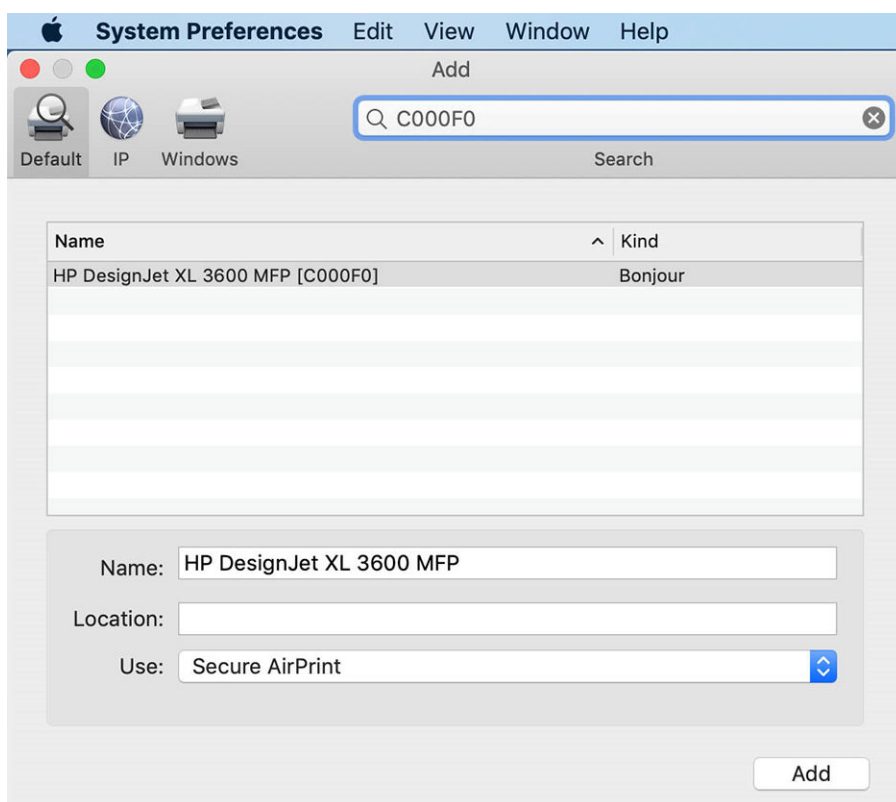 System Preferences Edit View Window Help
Add
C000F0
Default IP Windows Search
Name Kind
HP DesignJet XL 3600 MFP [C000F0] Bonjour
Name: HP DesignJet XL 3600 MFP
Location:
Use: Secure AirPrint
Add